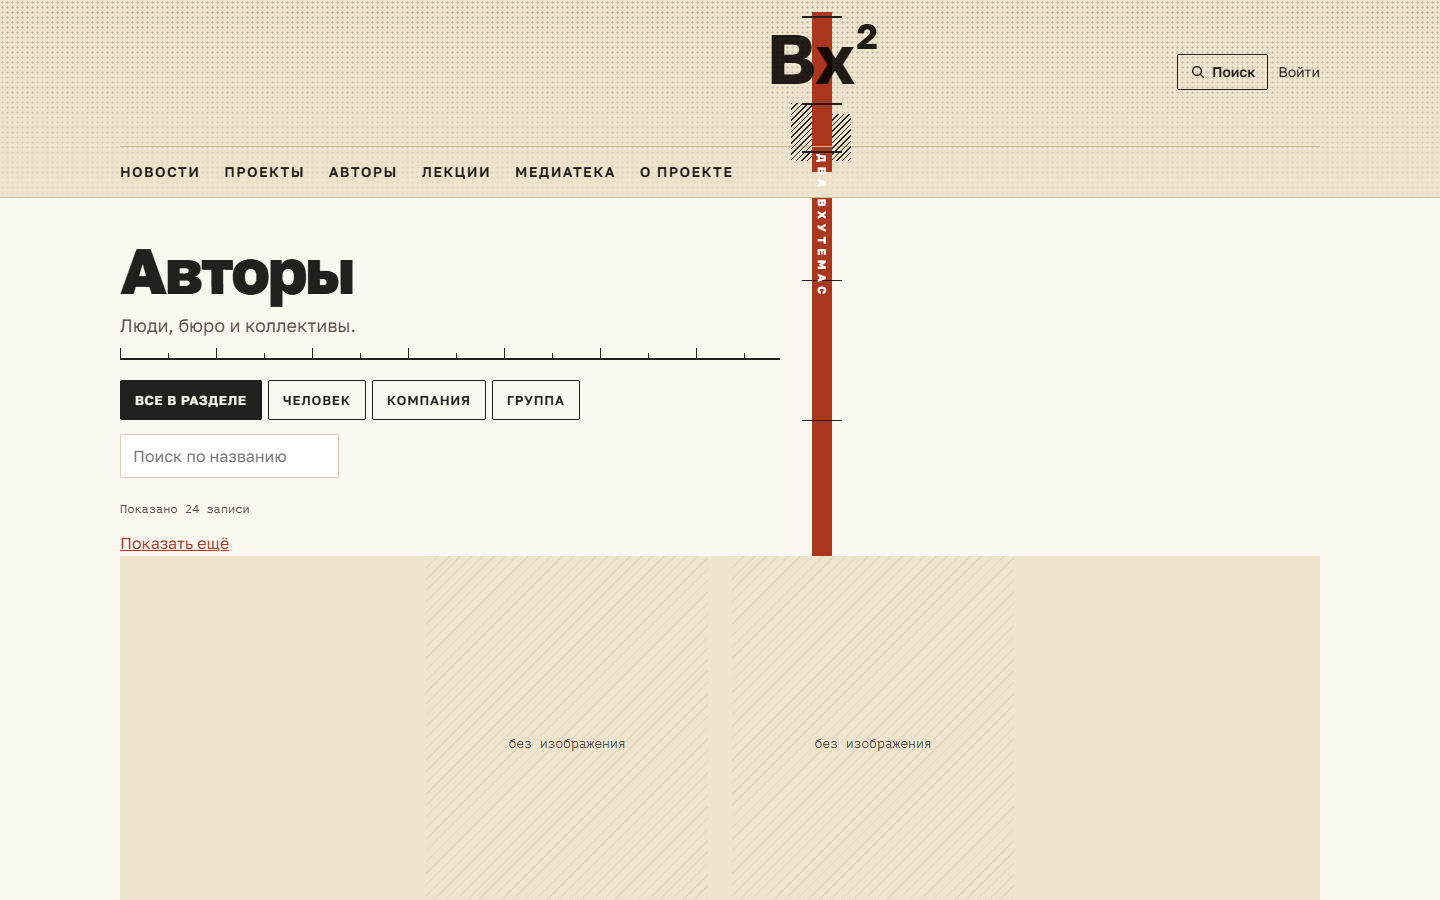 Вх²
Поиск
Войти
НОВОСТИ
ПРОЕКТЫ
АВТОРЫ
ЛЕКЦИИ
МЕДИАТЕКА
О ПРОЕКТЕ
ДВА ВХУТЕМАС
Авторы
Люди, бюро и коллективы.
ВСЕ В РАЗДЕЛЕ
ЧЕЛОВЕК
КОМПАНИЯ
ГРУППА
Поиск по названию
Показано 24 записи
Показать ещё
без изображения
без изображения